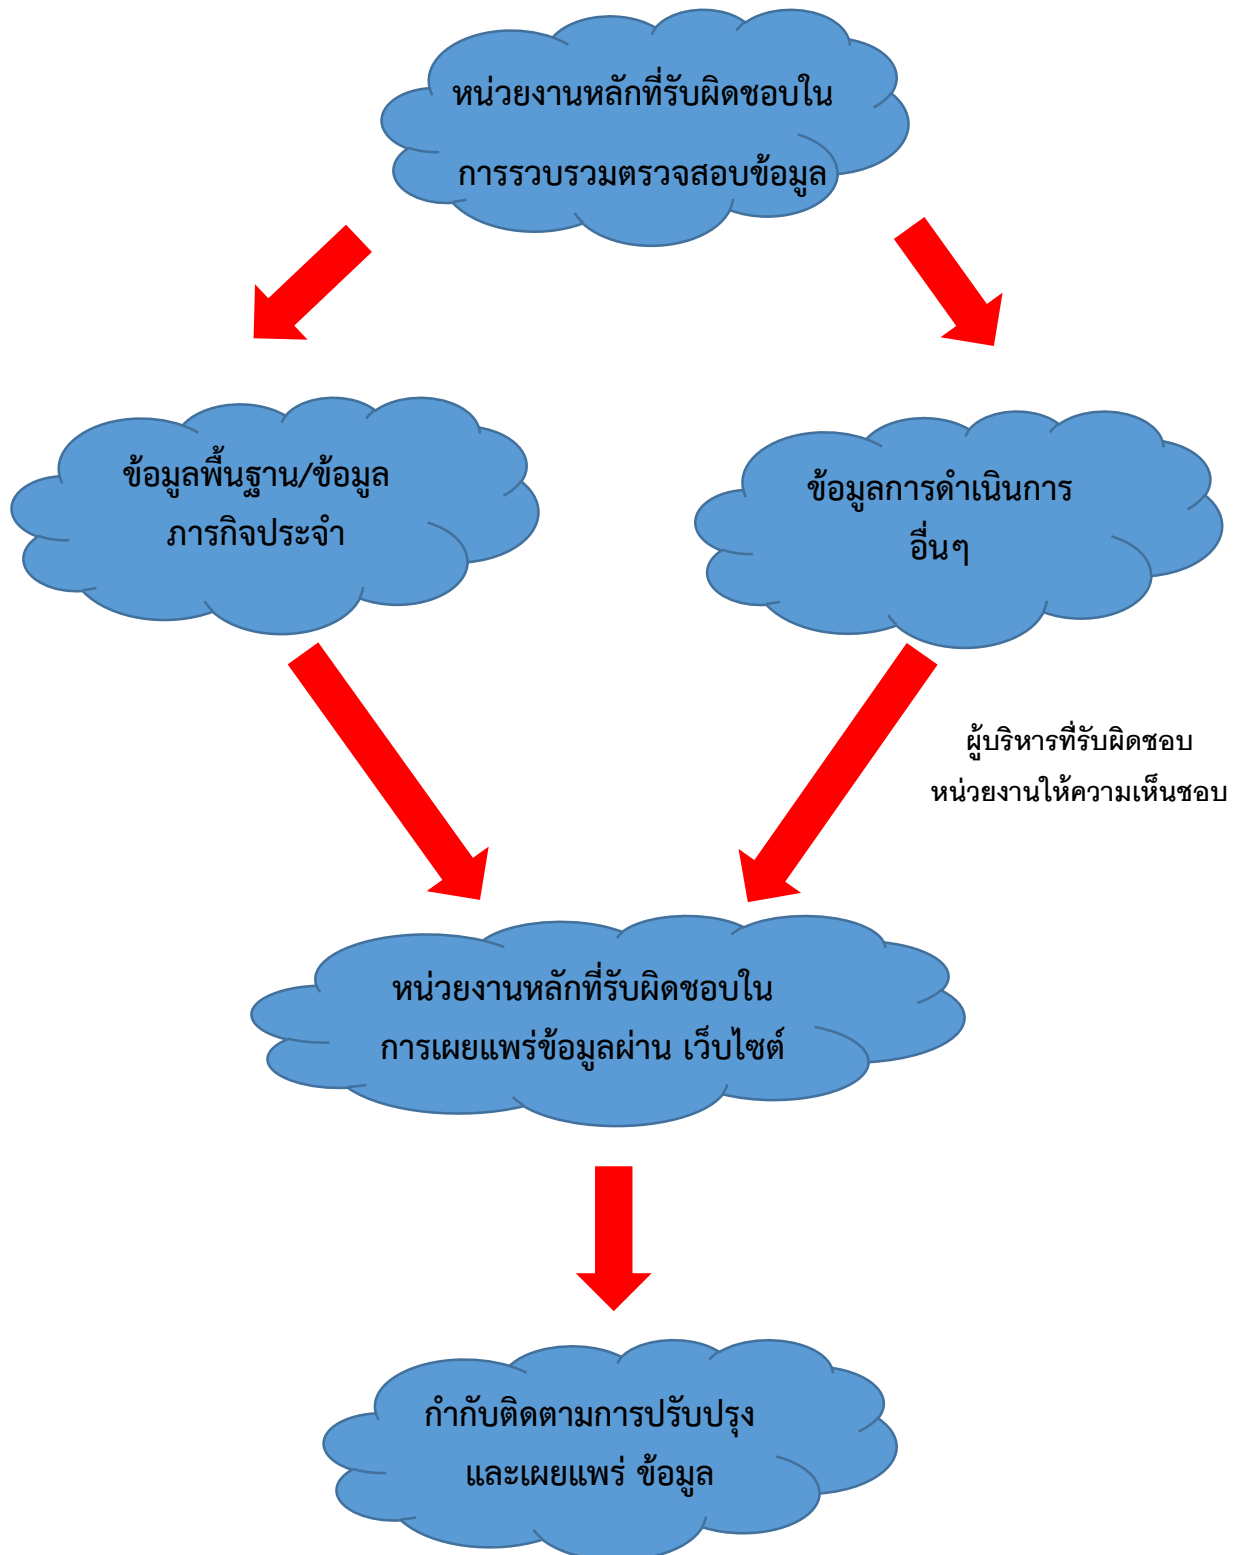 หน่วยงานหลักที่รับผิดชอบใน
การรวบรวมตรวจสอบข้อมูล
ข้อมูลพื้นฐาน/ข้อมูล
ภารกิจประจำ
ข้อมูลการดำเนินการ
อื่นๆ
ผู้บริหารที่รับผิดชอบ
หน่วยงานให้ความเห็นชอบ
หน่วยงานหลักที่รับผิดชอบใน
การเผยแพร่ข้อมูลผ่าน เว็บไซต์
กำกับติดตามการปรับปรุง
และเผยแพร่ ข้อมูล